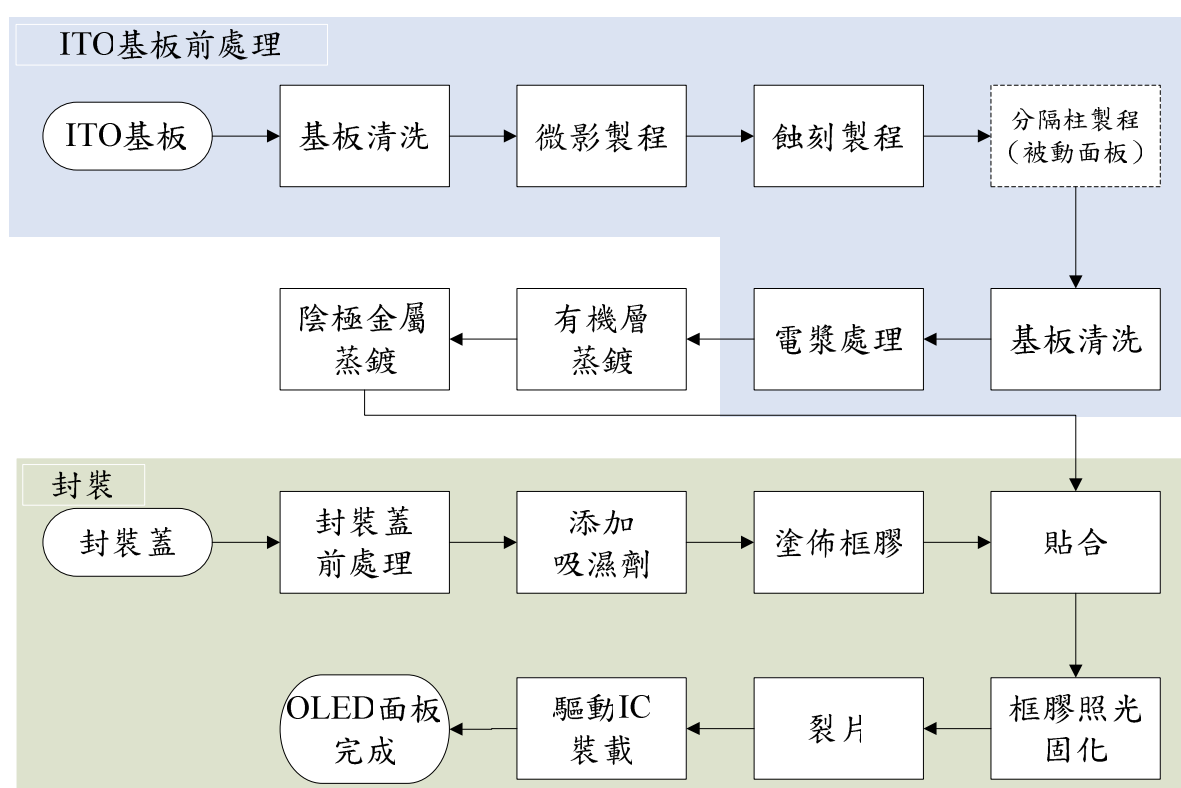 ITO基板前處理
ITO基板
基板清洗
微影製程
蝕刻製程
分隔柱製程
（被動面板）
陰極金屬
蒸鍍
有機層
蒸鍍
電漿處理
基板清洗
封裝
封裝蓋
封裝蓋
前處理
添加
吸濕劑
塗佈框膠
貼合
OLED面板
完成
驅動IC
裝載
裂片
框膠照光
固化